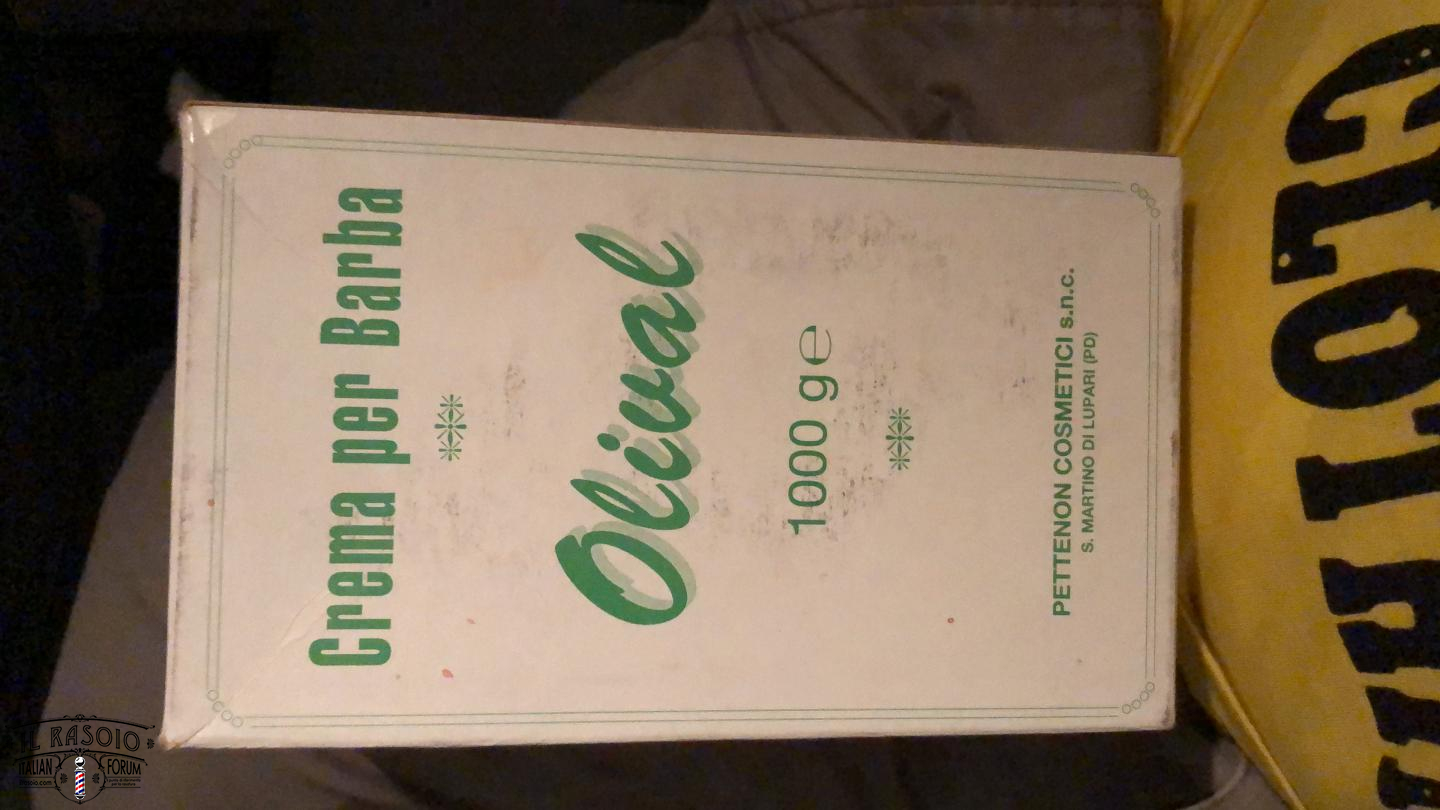 Crema per Barba
Olival
1000 g ℮
PETTENON COSMETICI s.n.c.
S. MARTINO DI LUPARI (PD)
IL RASOIO
ITALIAN FORUM